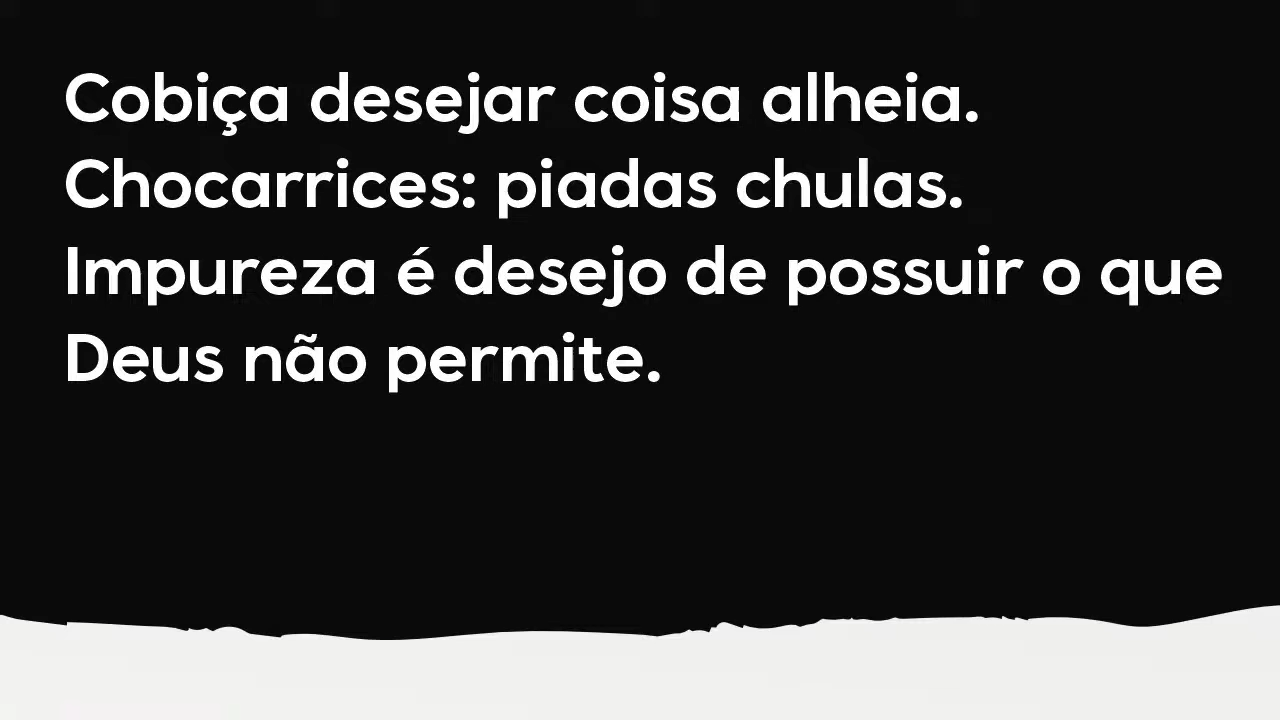 Cobiça desejar coisa alheia.
Chocarrices: piadas chulas.
Impureza é desejo de possuir o que
Deus não permite.